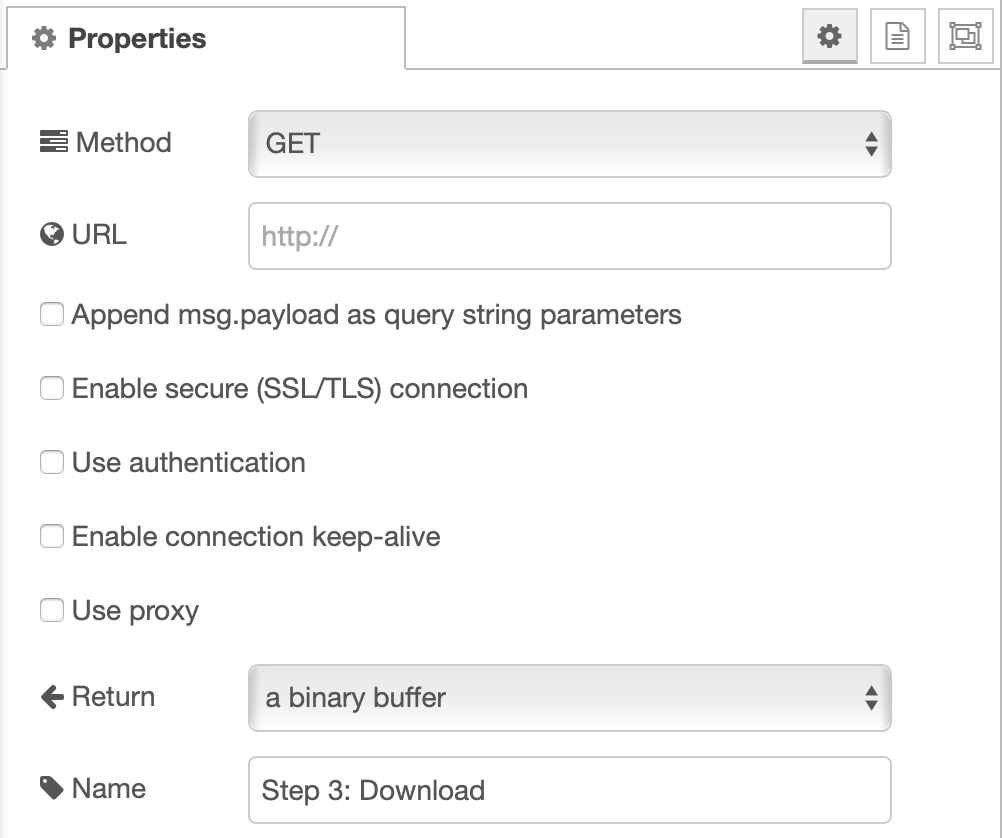 Properties
Method
GET
URL
http://
Append msg.payload as query string parameters
Enable secure (SSL/TLS) connection
Use authentication
Enable connection keep-alive
Use proxy
Return
a binary buffer
Name
Step 3: Download